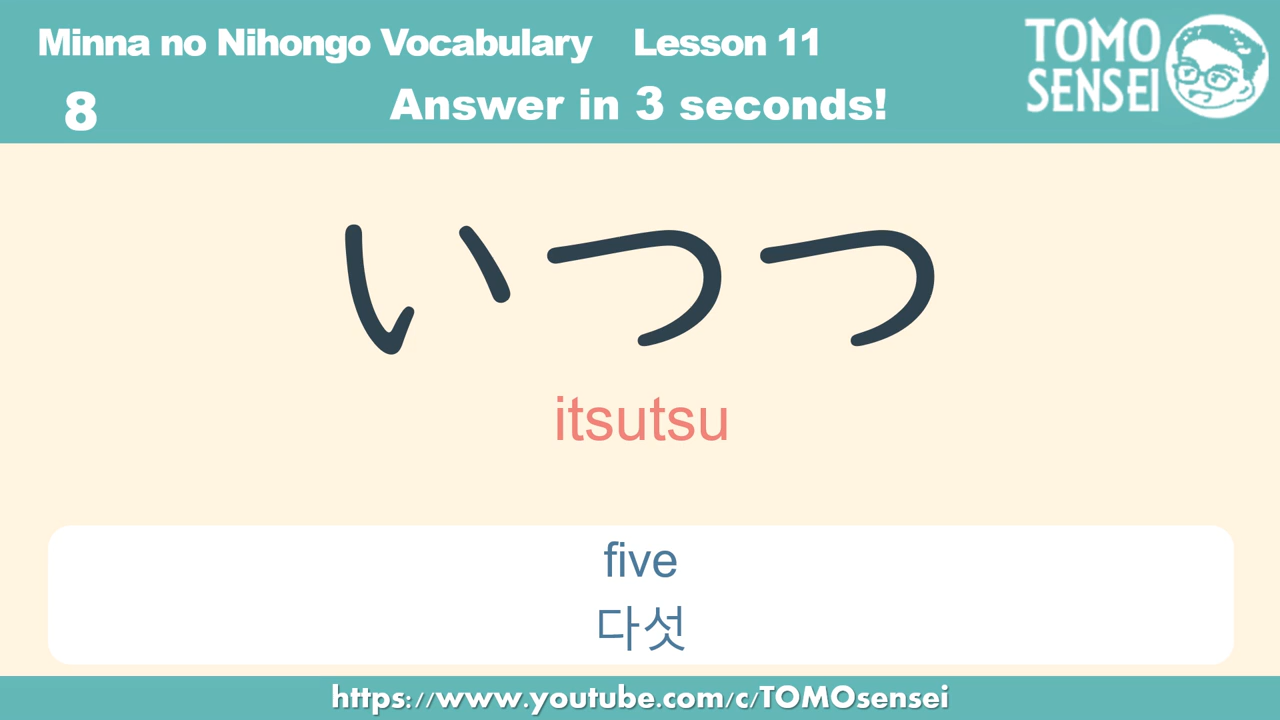 Minna no Nihongo Vocabulary Lesson 11
TOMO SENSEI
8 Answer in 3 seconds!
いつつ
itsutsu
five
다섯
https://www.youtube.com/c/TOMOsensei